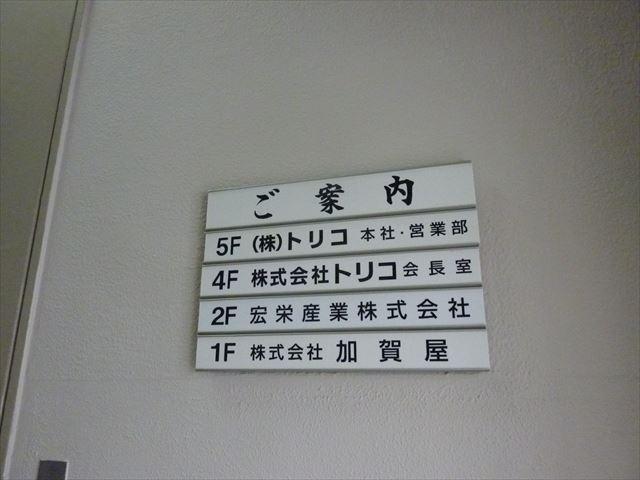 ご案内
5F (株)トリコ 本社・営業部
4F 株式会社トリコ 会長室
2F 宏栄産業株式会社
1F 株式会社 加賀屋